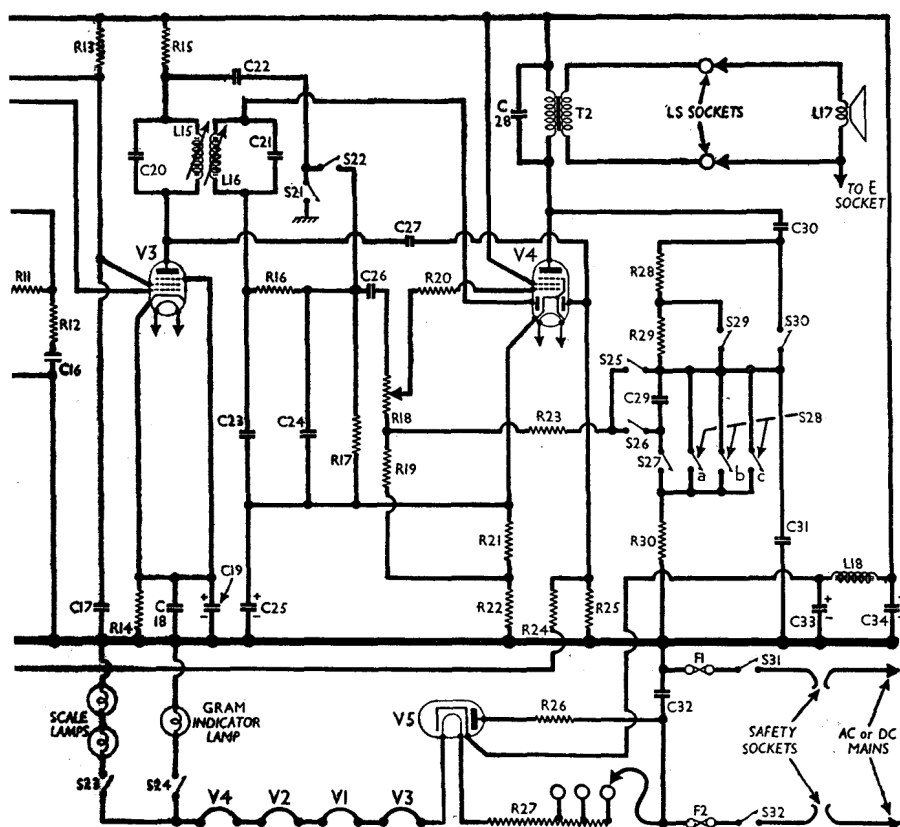 R13
R15
C22
L15
C20
L16
C21
S22
S21
C27
V3
R11
R12
C16
R16
C26
R20
V4
C
28
T2
LS SOCKETS
L17
TO E
SOCKET
C30
R28
R29
S29
S30
S25
C29
S26
S27
S28
a
b
c
R18
R23
C23
C24
R17
R19
R21
R30
C31
L18
C17
R14
C
18
C19
+
-
C25
+
-
R22
R24
R25
C33
+
-
C34
+
-
SCALE
LAMPS
GRAM
INDICATOR
LAMP
V5
R26
C32
F1
S31
SAFETY
SOCKETS
AC or DC
MAINS
S23
S24
V4
V2
V1
V3
R27
F2
S32